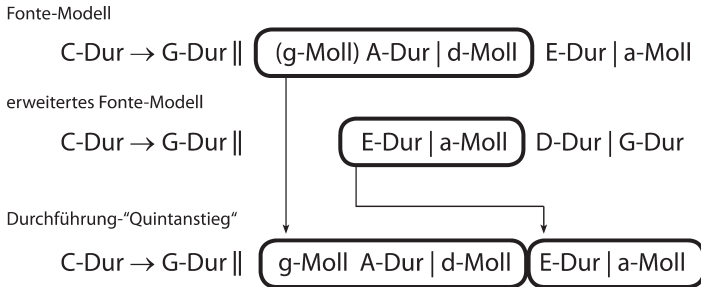 Fonte-Modell
C-Dur → G-Dur || (g-Moll) A-Dur | d-Moll E-Dur | a-Moll
erweitertes Fonte-Modell
C-Dur → G-Dur || E-Dur | a-Moll D-Dur | G-Dur
Durchführung-“Quintanstieg“
C-Dur → G-Dur || g-Moll A-Dur | d-Moll E-Dur | a-Moll